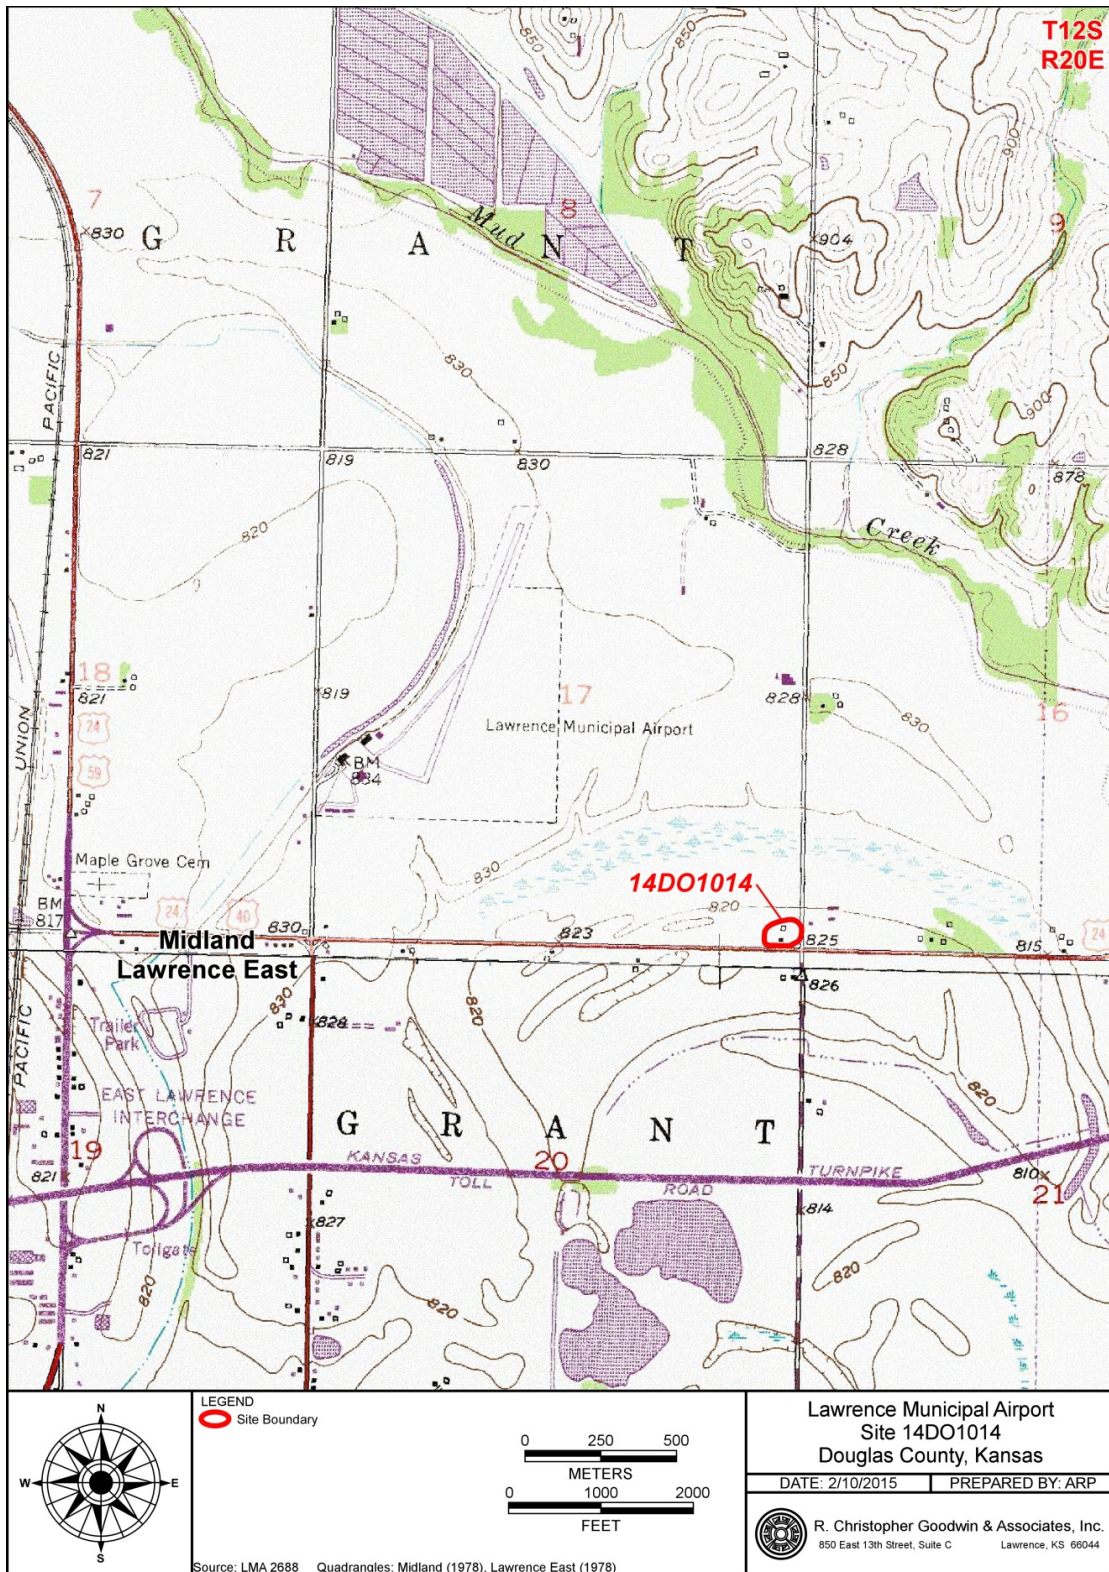 T12S
R20E
850
850
900
7
8
9
830
G R A N T
Mud
904
PACIFIC
830
850
900
821
819
830
828
878
820
Creek
18
821
819
17
828
16
24
UNION
Lawrence Municipal Airport
830
59
BM
834
Maple Grove Cem
830
14DO1014
BM
817
24
40
830
820
823
825
815
24
Midland
Lawrence East
830
820
826
828
Trailer
Park
PACIFIC
EAST LAWRENCE
INTERCHANGE
820
820
G R A N T
19
KANSAS
20
TURNPIKE
821
TOLL
ROAD
810
21
827
814
Tollgate
820
820
820
LEGEND
Site Boundary
N
W
E
S
0 250 500
METERS
0 1000 2000
FEET
Source: LMA 2688 Quadrangles: Midland (1978), Lawrence East (1978)
Lawrence Municipal Airport
Site 14DO1014
Douglas County, Kansas
DATE: 2/10/2015
PREPARED BY: ARP
R. Christopher Goodwin & Associates, Inc.
850 East 13th Street, Suite C Lawrence, KS 66044